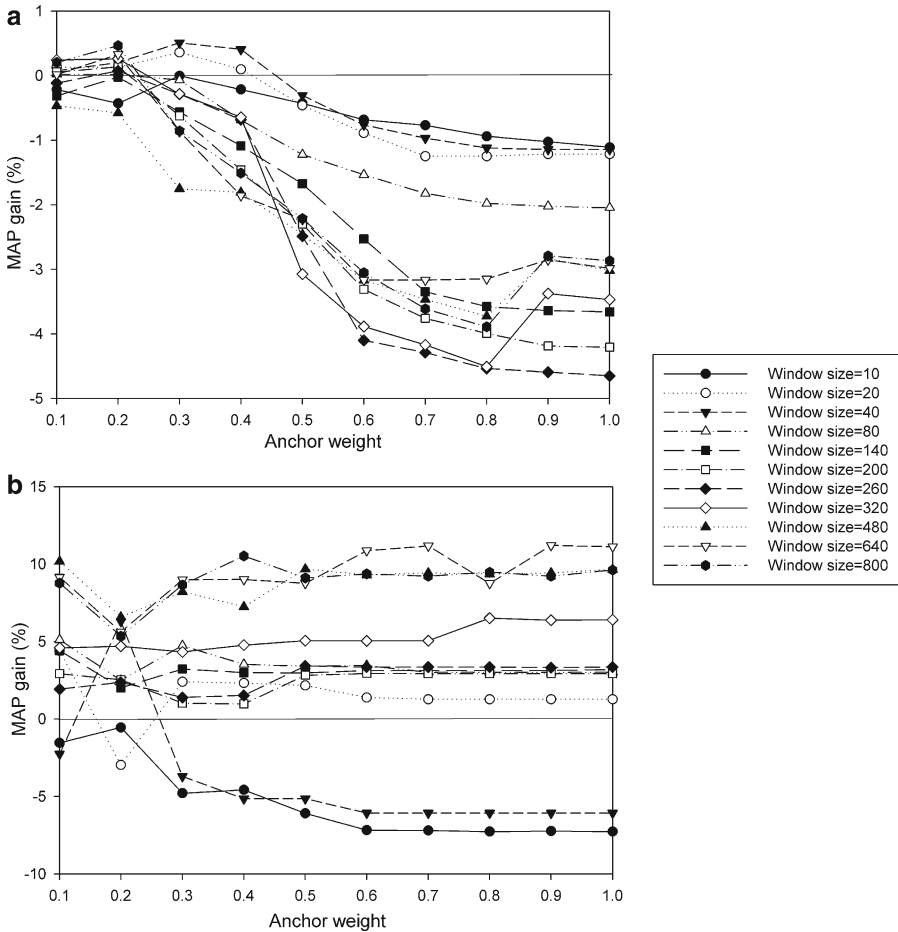 a
1
0
-1
-2
-3
-4
-5
MAP gain (%)
0.1 0.2 0.3 0.4 0.5 0.6 0.7 0.8 0.9 1.0
Anchor weight
Window size=10
Window size=20
Window size=40
Window size=80
Window size=140
Window size=200
Window size=260
Window size=320
Window size=480
Window size=640
Window size=800
b
15
10
5
0
-5
-10
MAP gain (%)
0.1 0.2 0.3 0.4 0.5 0.6 0.7 0.8 0.9 1.0
Anchor weight